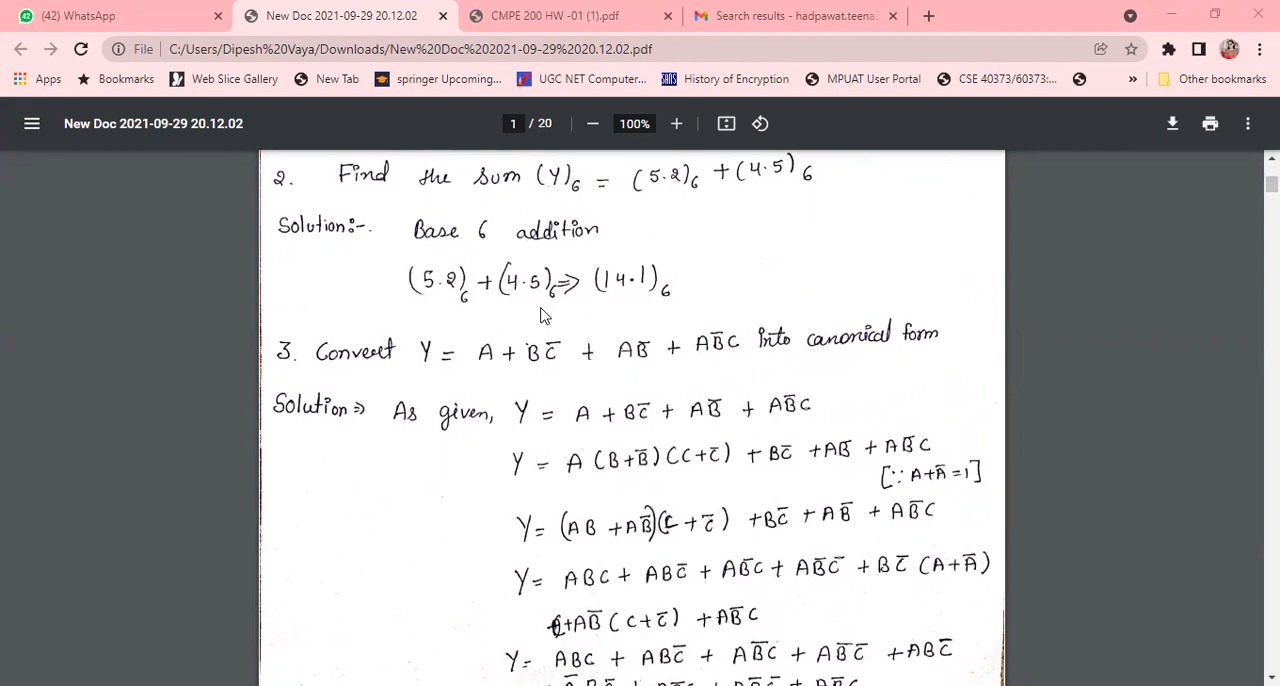 (42) WhatsApp
New Doc 2021-09-29 20.12.02
CMPE 200 HW -01 (1).pdf
Search results - hadpawat.teena
File
C:/Users/Dipesh%20Vaya/Downloads/New%20Doc%202021-09-29%2020.12.02.pdf
Apps
Bookmarks
Web Slice Gallery
New Tab
springer Upcoming...
UGC NET Computer...
History of Encryption
MPUAT User Portal
CSE 40373/60373:...
»
Other bookmarks
New Doc 2021-09-29 20.12.02
1 / 20
100%
2. Find the sum (Y)₆ = (5.2)₆ + (4.5)₆
Solution:-. Base 6 addition
(5.2)₆ + (4.5)₆ ⇒ (14.1)₆
3. Convert Y = A + BC̅ + AB̅ + AB̅C Into canonical form
Solution ⇒ As given, Y = A + BC̅ + AB̅ + AB̅C
Y = A (B+B̅) (C+C̅) + BC̅ + AB̅ + AB̅C
[∵ A+A̅ = 1]
Y = (AB + AB̅)(C + C̅) + BC̅ + AB̅ + AB̅C
Y = ABC + ABC̅ + AB̅C + AB̅C̅ + BC̅ (A+A̅)
+AB̅ (C+C̅) + AB̅C
Y = ABC + ABC̅ + AB̅C + AB̅C̅ + ABC̅